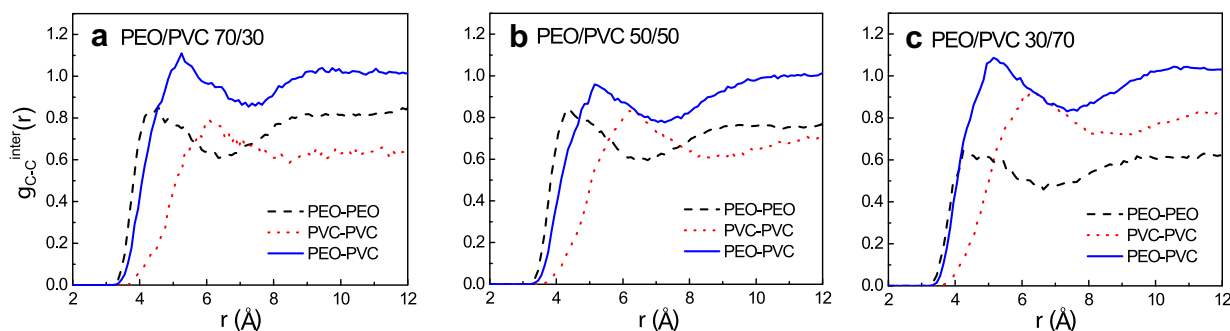 a PEO/PVC 70/30
1.2
1.0
0.8
0.6
0.4
0.2
0.0
g_C-C^inter(r)
PEO-PEO
PVC-PVC
PEO-PVC
2 4 6 8 10 12
r (Å)
b PEO/PVC 50/50
1.2
1.0
0.8
0.6
0.4
0.2
0.0
PEO-PEO
PVC-PVC
PEO-PVC
2 4 6 8 10 12
r (Å)
c PEO/PVC 30/70
1.2
1.0
0.8
0.6
0.4
0.2
0.0
PEO-PEO
PVC-PVC
PEO-PVC
2 4 6 8 10 12
r (Å)